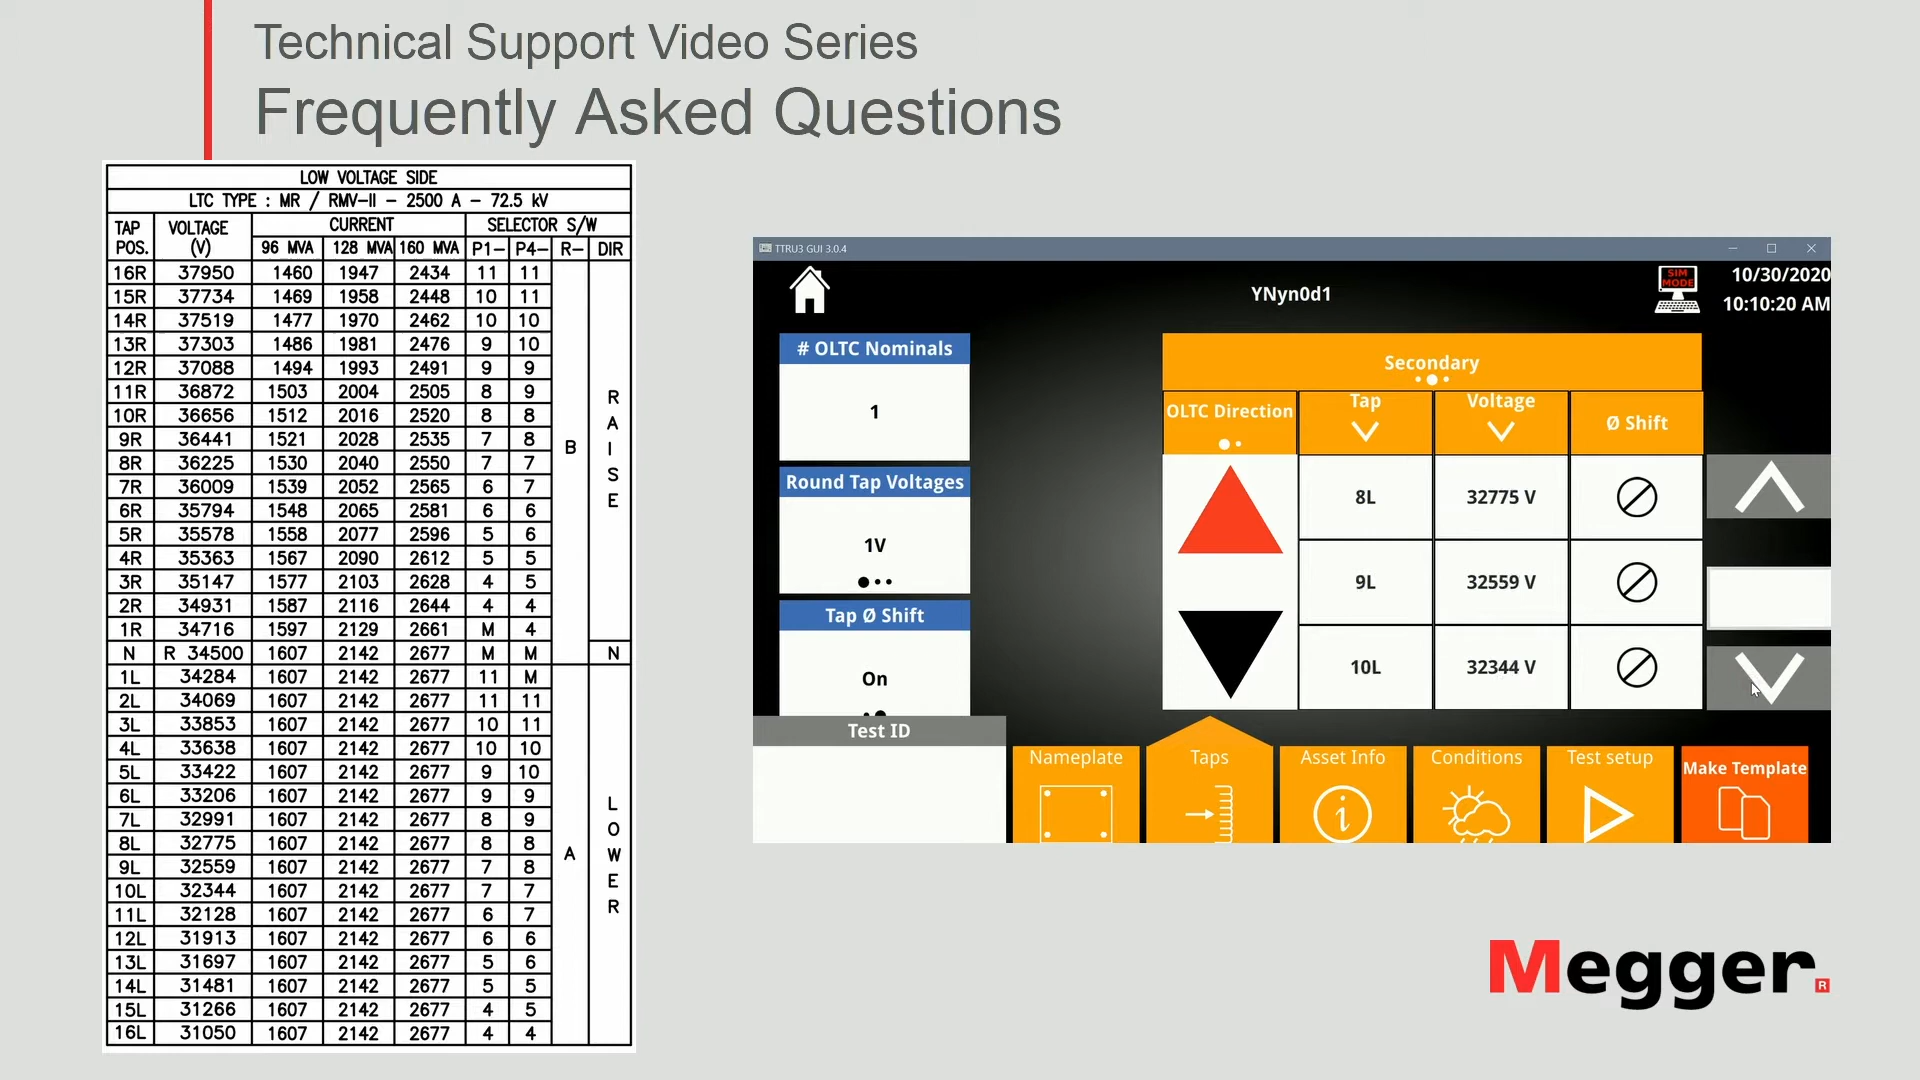 Technical Support Video Series
Frequently Asked Questions
LOW VOLTAGE SIDE
LTC TYPE : MR / RMV-II - 2500 A - 72.5 kV
TAP POS. VOLTAGE (V) CURRENT SELECTOR S/W
96 MVA 128 MVA 160 MVA P1- P4- R- DIR
16R 37950 1460 1947 2434 11 11
15R 37734 1469 1958 2448 10 11
14R 37519 1477 1970 2462 10 10
13R 37303 1486 1981 2476 9 10
12R 37088 1494 1993 2491 9 9
11R 36872 1503 2004 2505 8 9
10R 36656 1512 2016 2520 8 8
9R 36441 1521 2028 2535 7 8
8R 36225 1530 2040 2550 7 7
7R 36009 1539 2052 2565 6 7
6R 35794 1548 2065 2581 6 6
5R 35578 1558 2077 2596 5 6
4R 35363 1567 2090 2612 5 5
3R 35147 1577 2103 2628 4 5
2R 34931 1587 2116 2644 4 4
1R 34716 1597 2129 2661 M 4
B RAISE
N R 34500 1607 2142 2677 M M N
1L 34284 1607 2142 2677 11 M
2L 34069 1607 2142 2677 11 11
3L 33853 1607 2142 2677 10 11
4L 33638 1607 2142 2677 10 10
5L 33422 1607 2142 2677 9 10
6L 33206 1607 2142 2677 9 9
7L 32991 1607 2142 2677 8 9
8L 32775 1607 2142 2677 8 8
9L 32559 1607 2142 2677 7 8
10L 32344 1607 2142 2677 7 7
11L 32128 1607 2142 2677 6 7
12L 31913 1607 2142 2677 6 6
13L 31697 1607 2142 2677 5 6
14L 31481 1607 2142 2677 5 5
15L 31266 1607 2142 2677 4 5
16L 31050 1607 2142 2677 4 4
A LOWER
TTRU3 GUI 3.0.4
YNyn0d1
SIM MODE
10/30/2020
10:10:20 AM
# OLTC Nominals
1
Round Tap Voltages
1V
Tap Ø Shift
On
Test ID
Secondary
OLTC Direction Tap Voltage Ø Shift
8L 32775 V
9L 32559 V
10L 32344 V
Nameplate
Taps
Asset Info
Conditions
Test setup
Make Template
Megger®